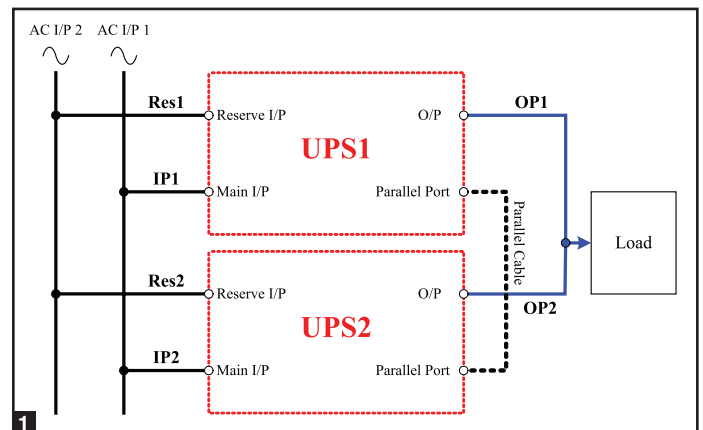 AC I/P 2 AC I/P 1
Res1 Reserve I/P O/P OP1
UPS1
IP1 Main I/P Parallel Port
Parallel Cable
Load
Res2 Reserve I/P O/P OP2
UPS2
IP2 Main I/P Parallel Port
1